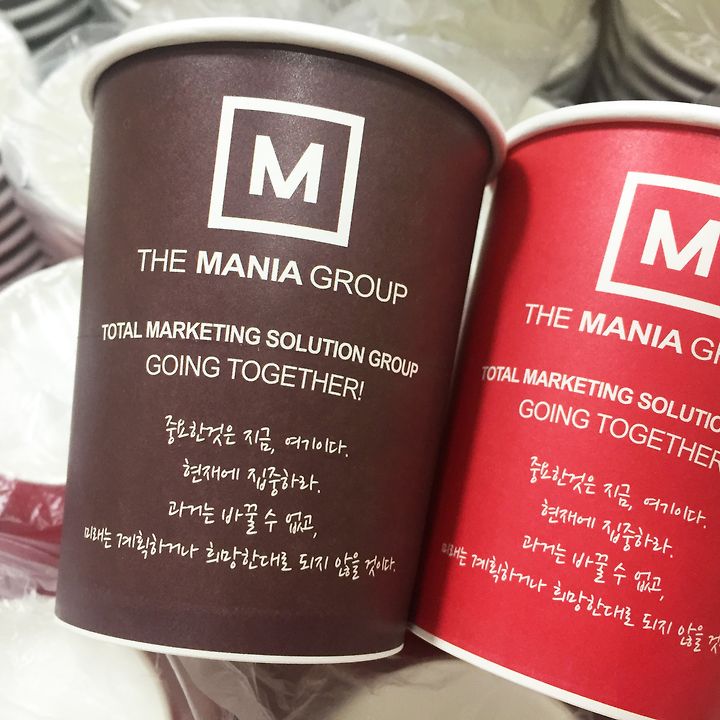 M
THE MANIA GROUP
TOTAL MARKETING SOLUTION GROUP
GOING TOGETHER!
중요한것은 지금, 여기이다.
현재에 집중하라.
과거는 바꿀 수 없고,
미래는 계획하거나 희망한대로 되지 않을 것이다.
M
THE MANIA GR
TOTAL MARKETING SOLUTIO
GOING TOGETHER
중요한것은 지금, 여기이다.
현재에 집중하라.
과거는 바꿀 수 없고,
미래는 계획하거나 희망한대로 되지 않을 것